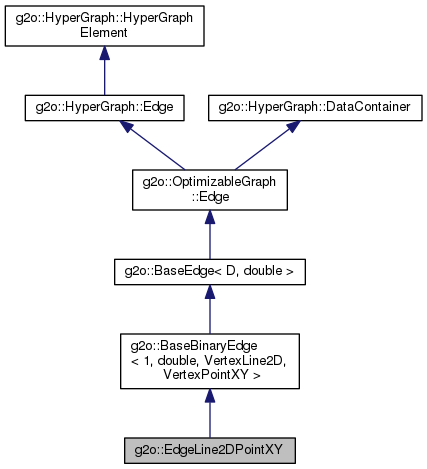 g2o::HyperGraph::HyperGraph
Element
g2o::HyperGraph::Edge
g2o::HyperGraph::DataContainer
g2o::OptimizableGraph
::Edge
g2o::BaseEdge< D, double >
g2o::BaseBinaryEdge
< 1, double, VertexLine2D,
VertexPointXY >
g2o::EdgeLine2DPointXY